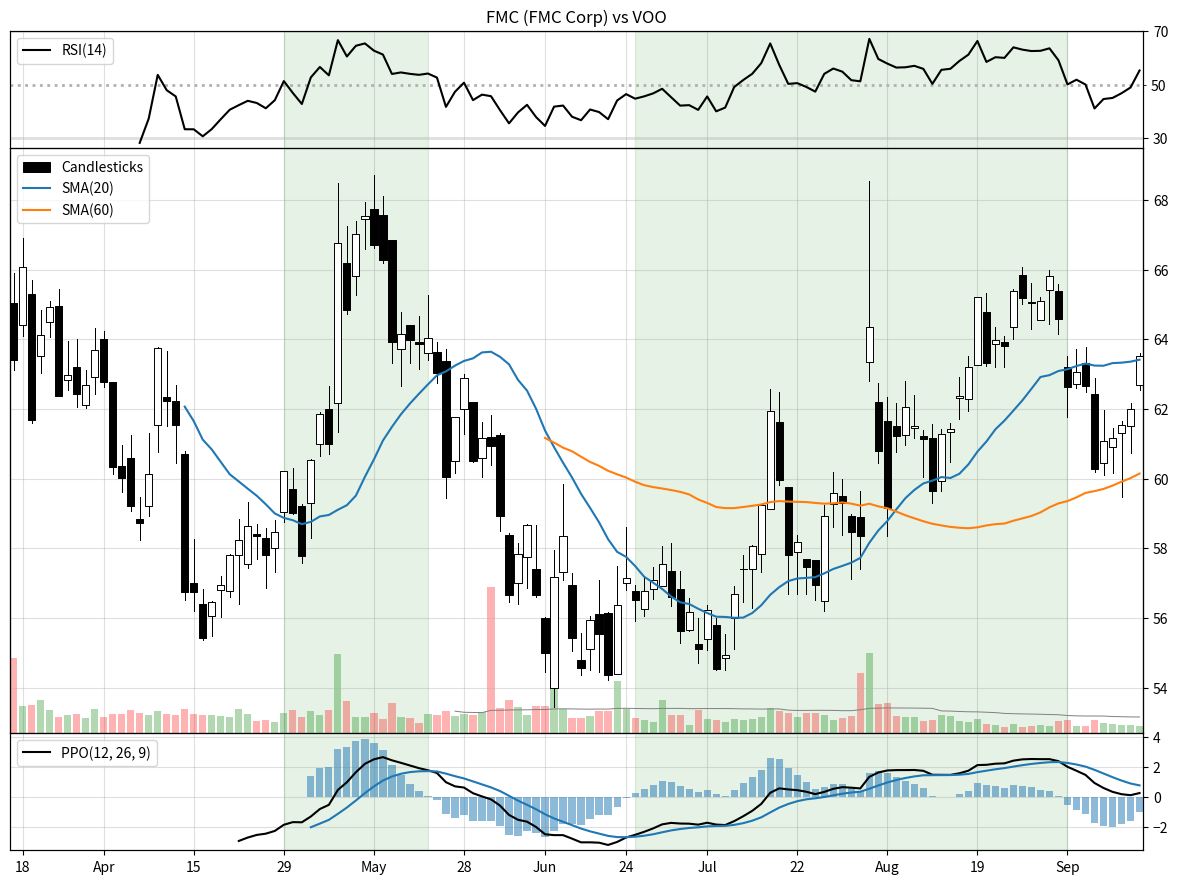 FMC (FMC Corp) vs VOO
RSI(14)
70
50
30
Candlesticks
SMA(20)
SMA(60)
68
66
64
62
60
58
56
54
PPO(12, 26, 9)
4
2
0
−2
18 Apr 15 29 May 28 Jun 24 Jul 22 Aug 19 Sep